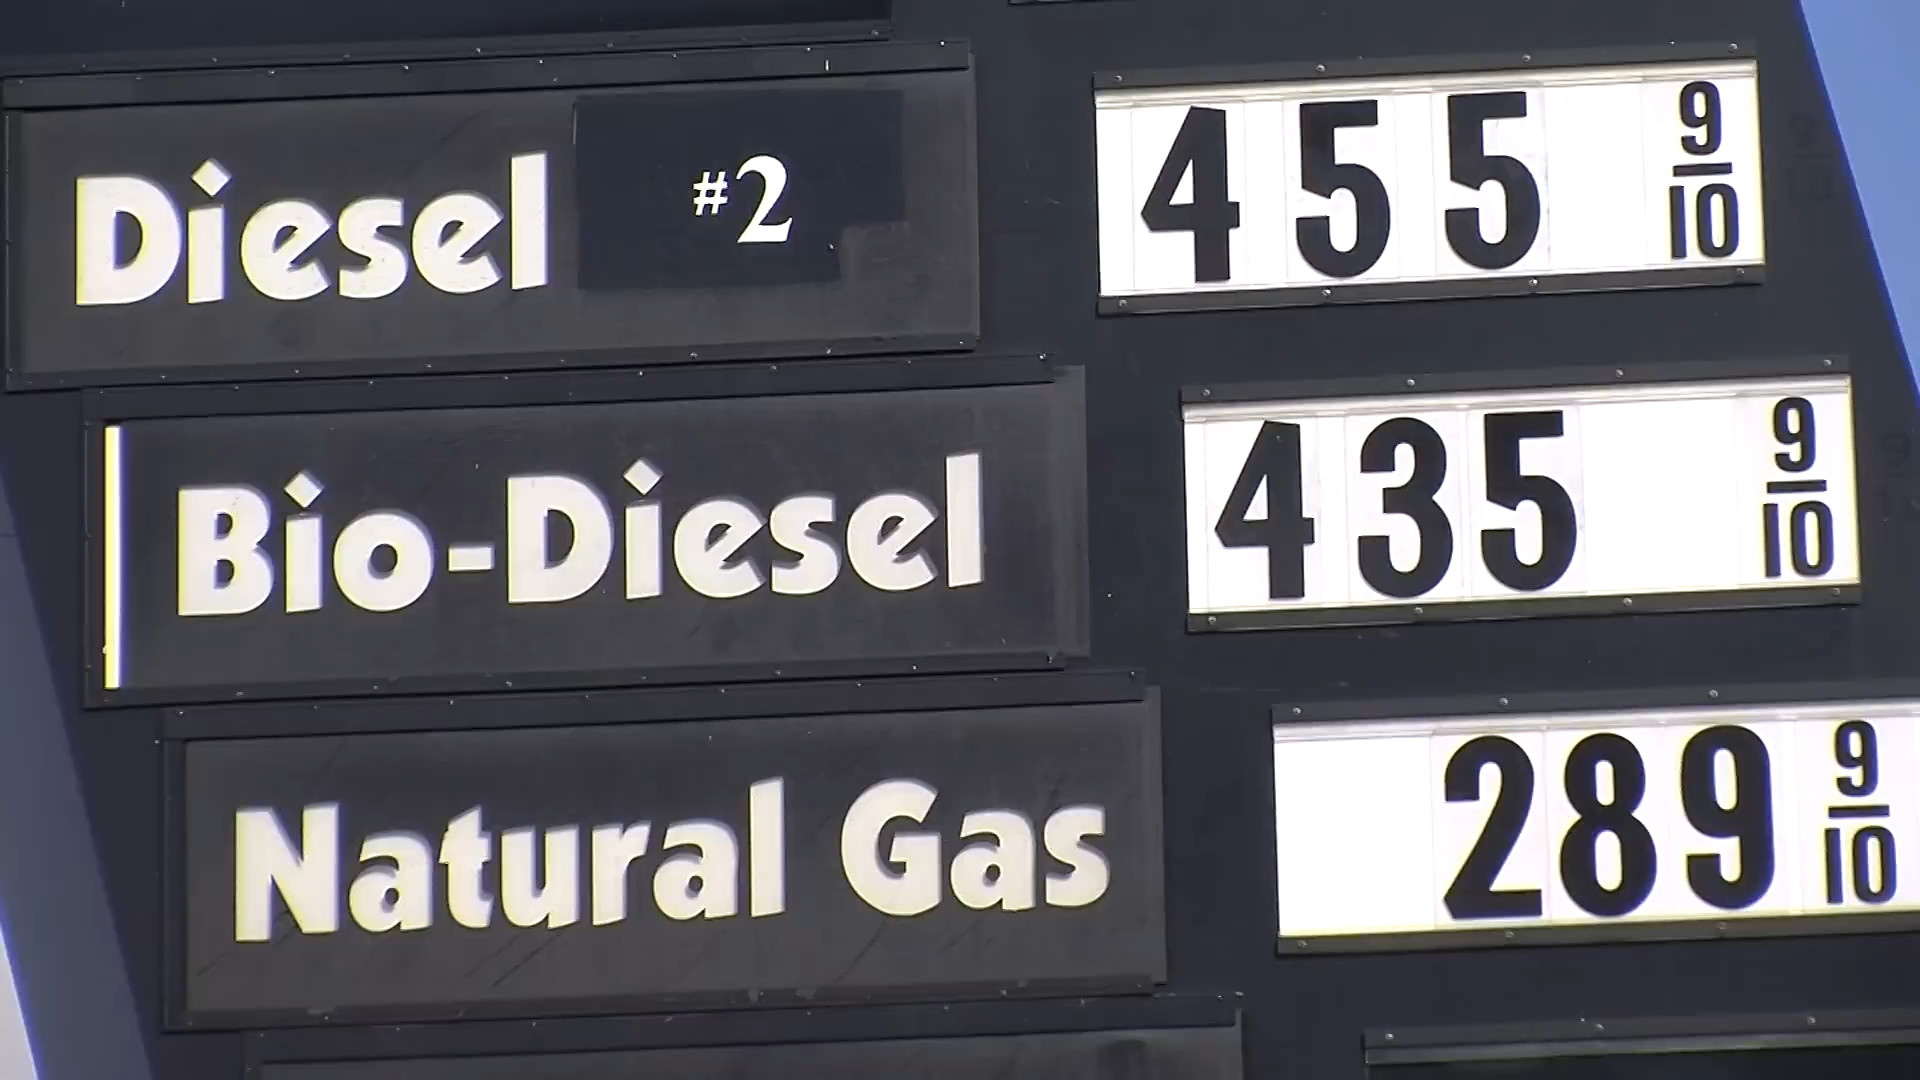 Diesel #2 455 9/10
Bio-Diesel 435 9/10
Natural Gas 289 9/10